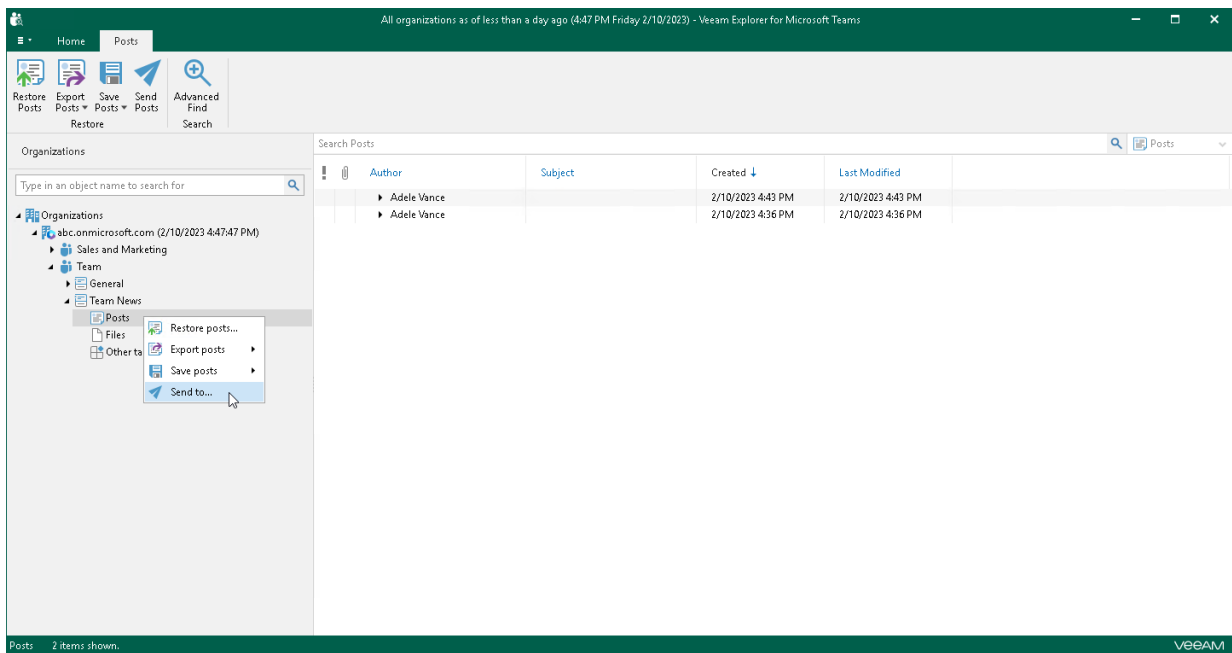 All organizations as of less than a day ago (4:47 PM Friday 2/10/2023) - Veeam Explorer for Microsoft Teams
Home Posts
Restore Posts
Export Posts
Save Posts
Send Posts
Advanced Find
Restore Search
Organizations
Search Posts
Posts
Type in an object name to search for
! Author Subject Created ↓ Last Modified
Adele Vance 2/10/2023 4:43 PM 2/10/2023 4:43 PM
Adele Vance 2/10/2023 4:36 PM 2/10/2023 4:36 PM
Organizations
abc.onmicrosoft.com (2/10/2023 4:47:47 PM)
Sales and Marketing
Team
General
Team News
Posts
Files
Other ta
Restore posts...
Export posts
Save posts
Send to...
Posts 2 items shown.
VEEAM